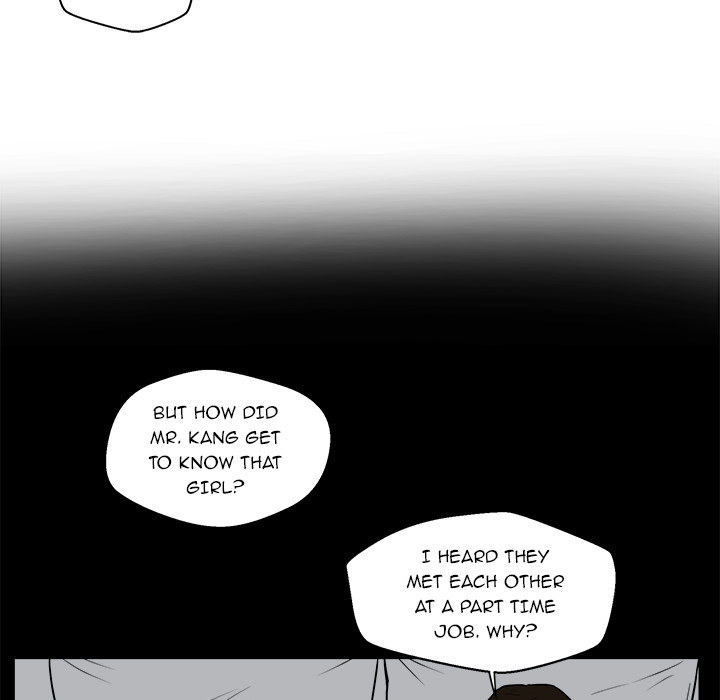 BUT HOW DID
MR. KANG GET
TO KNOW THAT
GIRL?
I HEARD THEY
MET EACH OTHER
AT A PART TIME
JOB. WHY?